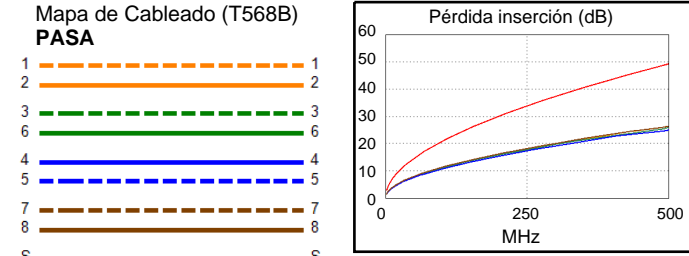 Mapa de Cableado (T568B)
PASA
1 1
2 2
3 3
6 6
4 4
5 5
7 7
8 8
S S
Pérdida inserción (dB)
60
50
40
30
20
10
0
0 250 500
MHz